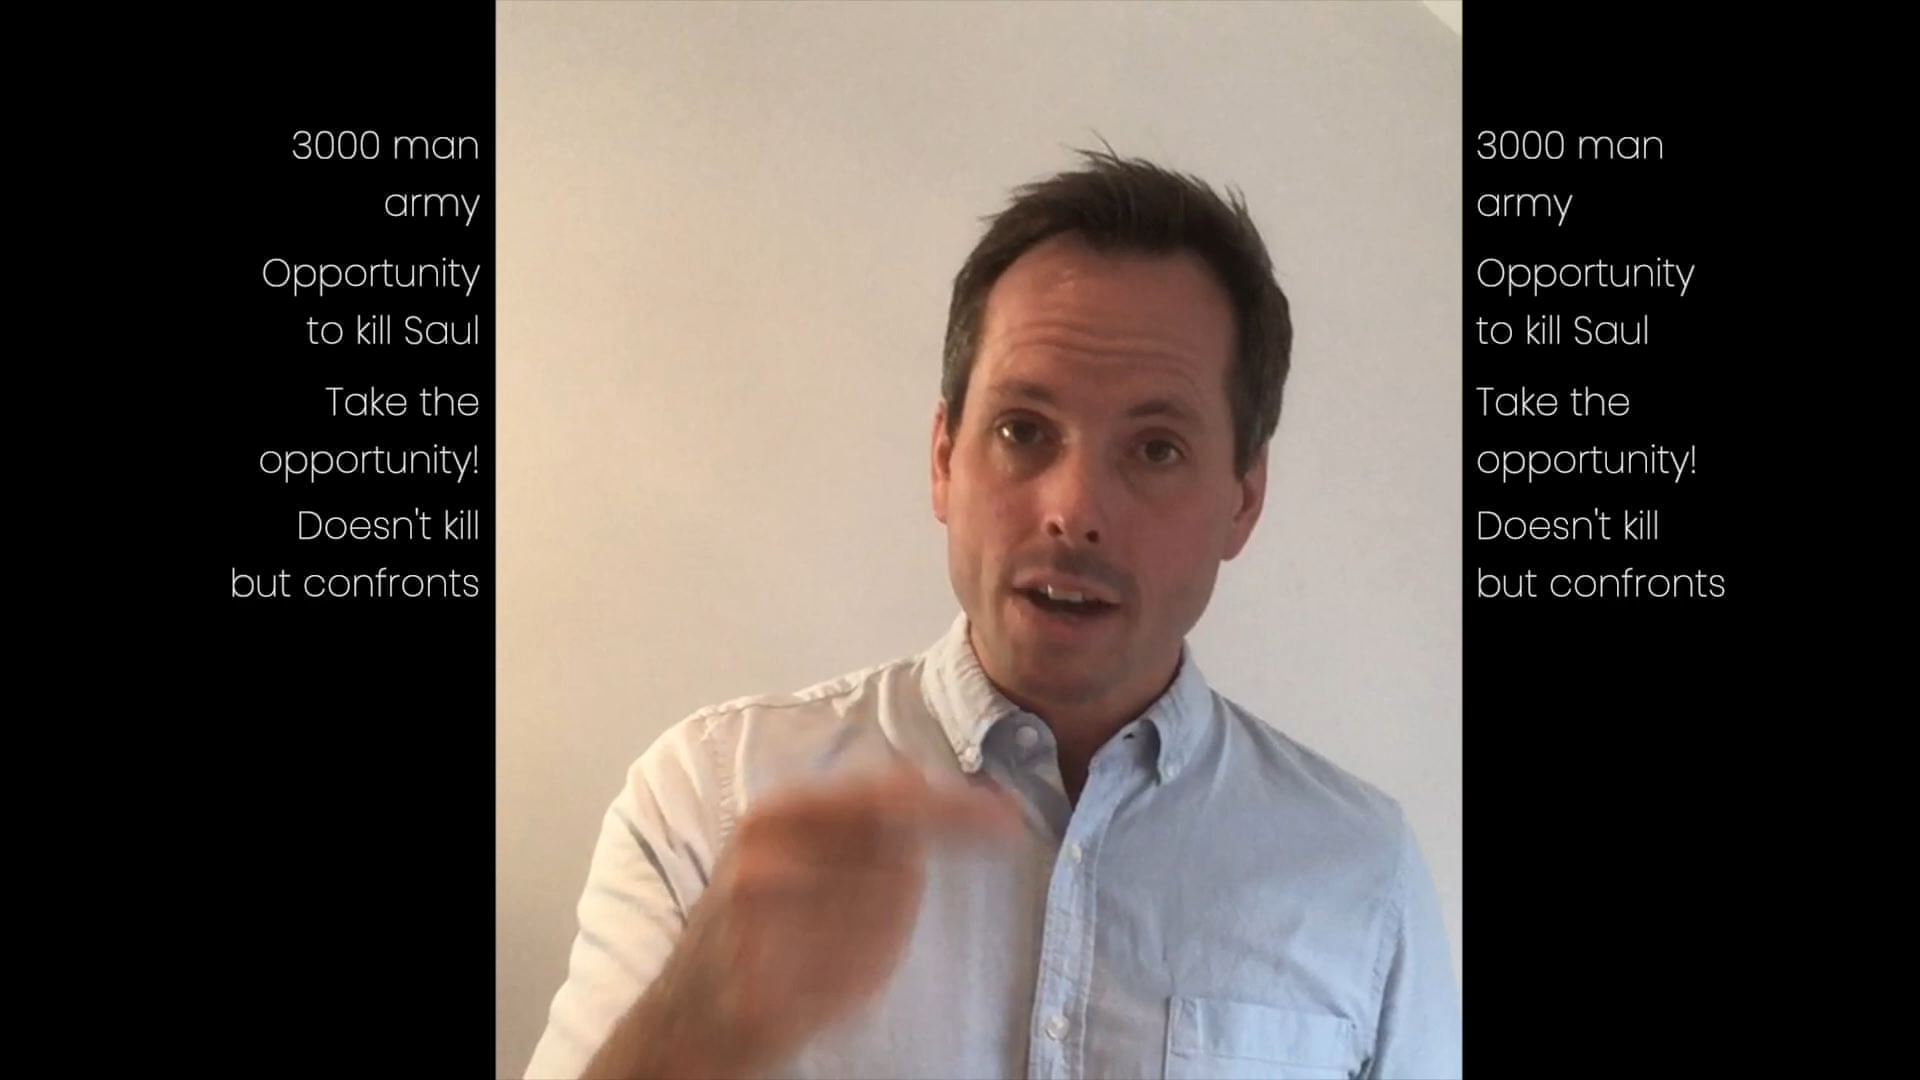 3000 man
army
Opportunity
to kill Saul
Take the
opportunity!
Doesn't kill
but confronts
3000 man
army
Opportunity
to kill Saul
Take the
opportunity!
Doesn't kill
but confronts